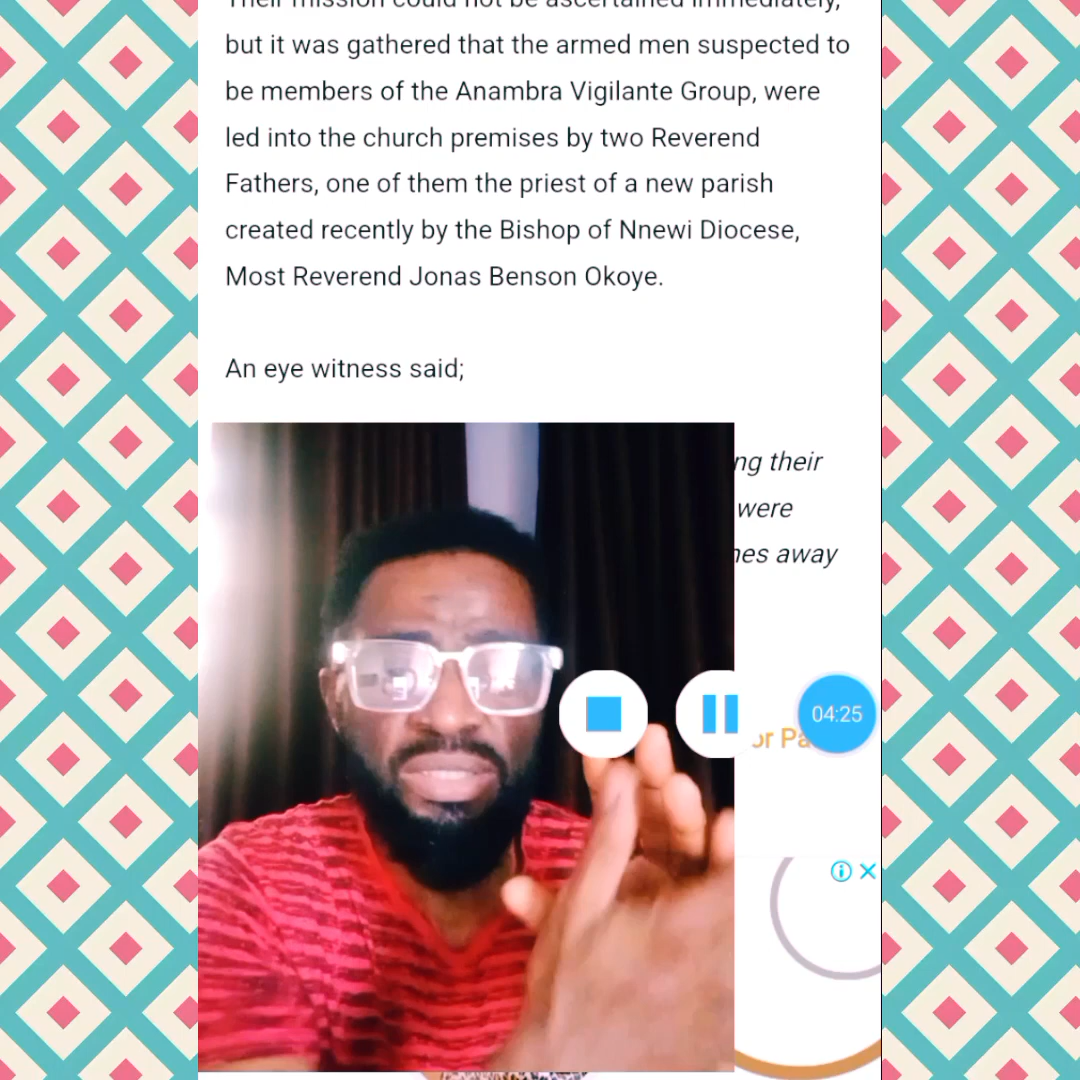 but it was gathered that the armed men suspected to
be members of the Anambra Vigilante Group, were
led into the church premises by two Reverend
Fathers, one of them the priest of a new parish
created recently by the Bishop of Nnewi Diocese,
Most Reverend Jonas Benson Okoye.
An eye witness said;
their
were
away
04:25